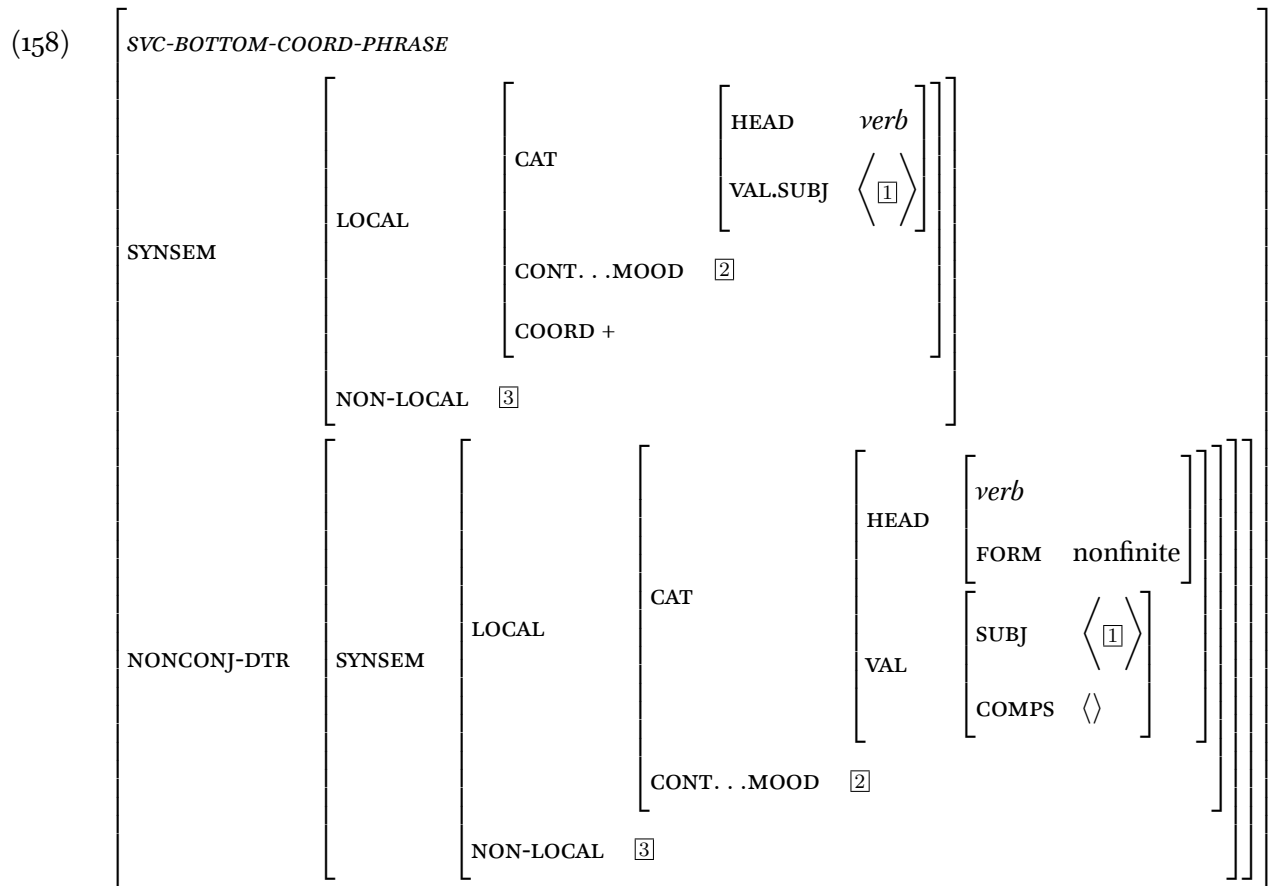 (158) SVC-BOTTOM-COORD-PHRASE
HEAD verb
CAT
VAL.SUBJ ⟨ 1 ⟩
LOCAL
SYNSEM
CONT. . .MOOD 2
COORD +
NON-LOCAL 3
verb
HEAD
FORM nonfinite
CAT
LOCAL
SUBJ ⟨ 1 ⟩
NONCONJ-DTR SYNSEM VAL
COMPS ⟨⟩
CONT. . .MOOD 2
NON-LOCAL 3